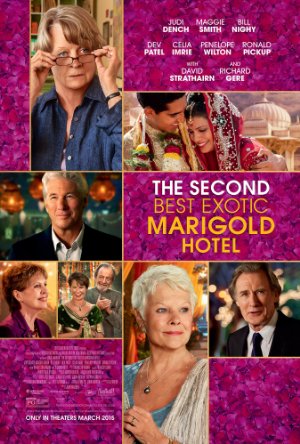 JUDI DENCH
MAGGIE SMITH
BILL NIGHY
DEV PATEL
CELIA IMRIE
PENELOPE WILTON
RONALD PICKUP
WITH DAVID STRATHAIRN
AND RICHARD GERE
THE SECOND
BEST EXOTIC
MARIGOLD
HOTEL
ONLY IN THEATERS MARCH 2015